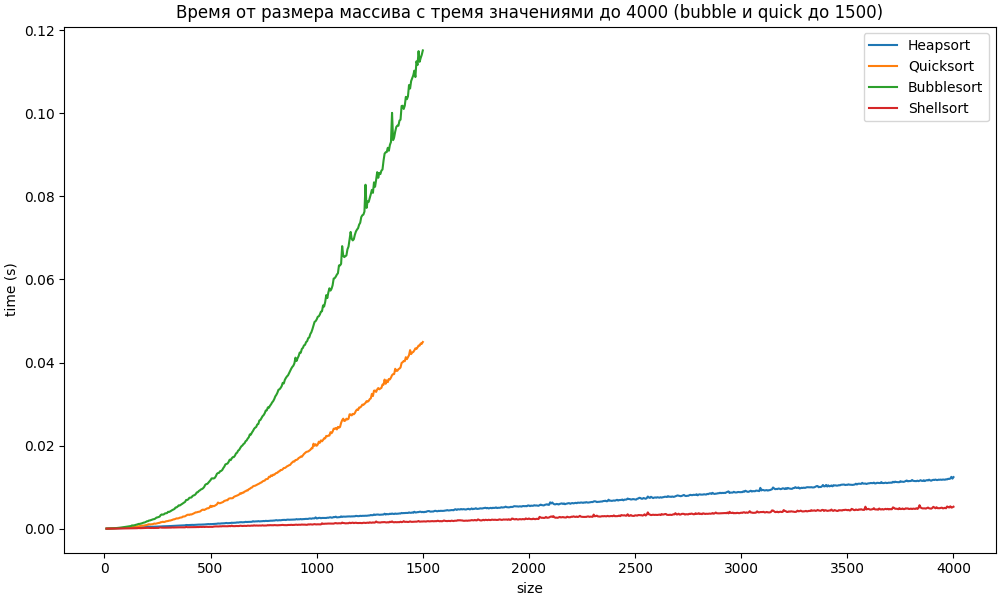 Время от размера массива с тремя значениями до 4000 (bubble и quick до 1500)
0.12
0.10
0.08
0.06
0.04
0.02
0.00
time (s)
Heapsort
Quicksort
Bubblesort
Shellsort
0
500
1000
1500
2000
2500
3000
3500
4000
size